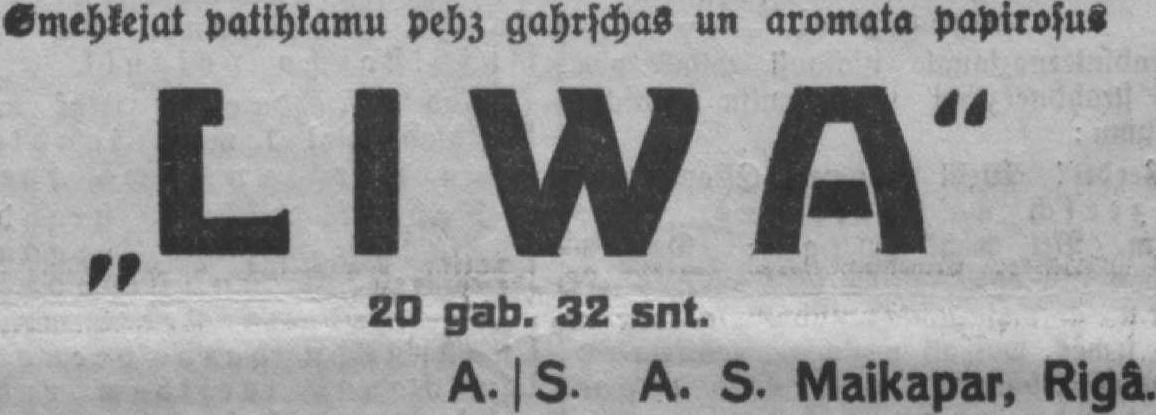 Smehķejat patihkamu pehz gahrſchas un aromata papiroſus
„LIWA“
20 gab. 32 snt.
A.|S. A. S. Maikapar, Rigâ.